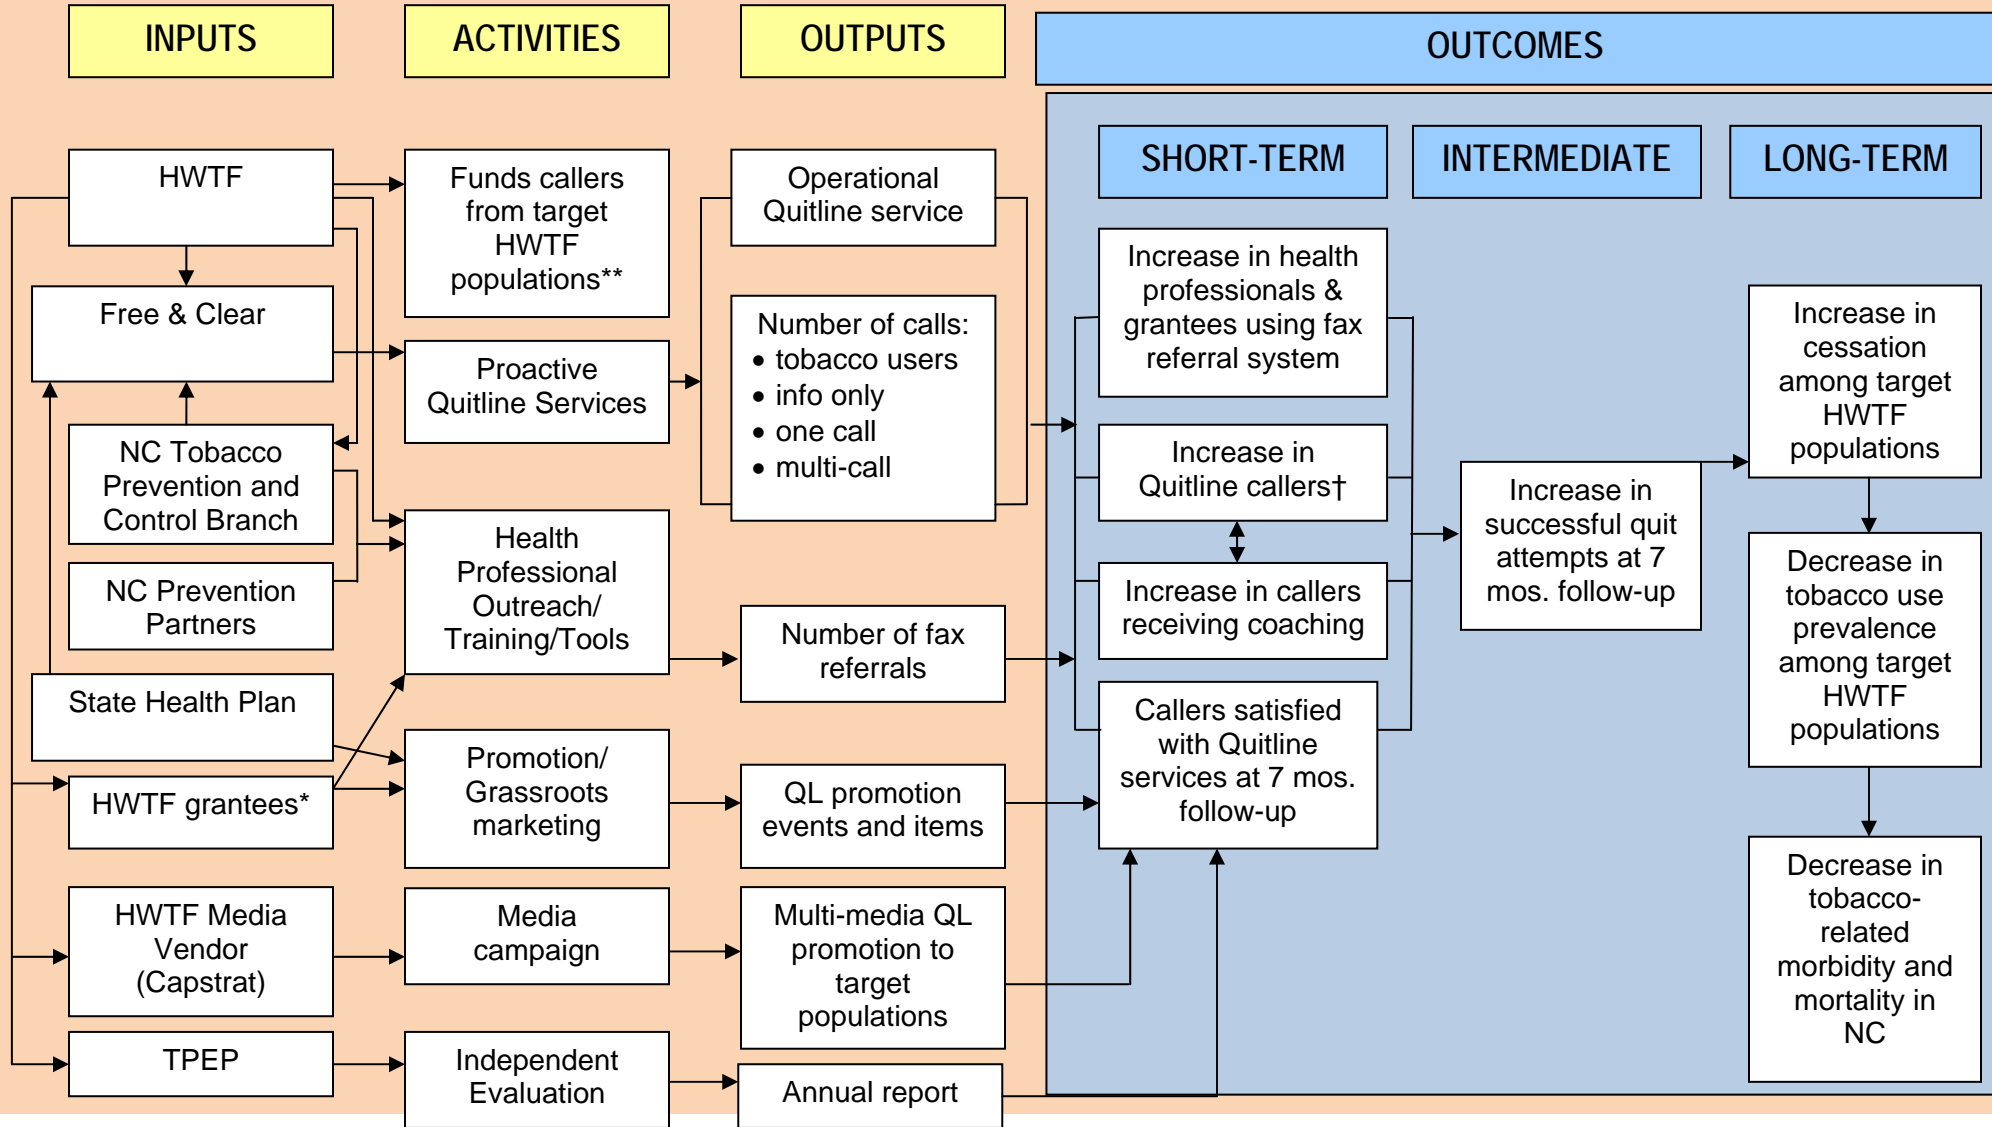 INPUTS
ACTIVITIES
OUTPUTS
OUTCOMES
SHORT-TERM
INTERMEDIATE
LONG-TERM
HWTF
Free & Clear
NC Tobacco
Prevention and
Control Branch
NC Prevention
Partners
State Health Plan
HWTF grantees*
HWTF Media
Vendor
(Capstrat)
TPEP
Funds callers
from target
HWTF
populations**
Proactive
Quitline Services
Health
Professional
Outreach/
Training/Tools
Promotion/
Grassroots
marketing
Media
campaign
Independent
Evaluation
Operational
Quitline service
Number of calls:
• tobacco users
• info only
• one call
• multi-call
Number of fax
referrals
QL promotion
events and items
Multi-media QL
promotion to
target
populations
Annual report
Increase in health
professionals &
grantees using fax
referral system
Increase in
Quitline callers†
Increase in callers
receiving coaching
Callers satisfied
with Quitline
services at 7 mos.
follow-up
Increase in
successful quit
attempts at 7
mos. follow-up
Increase in
cessation
among target
HWTF
populations
Decrease in
tobacco use
prevalence
among target
HWTF
populations
Decrease in
tobacco-
related
morbidity and
mortality in
NC